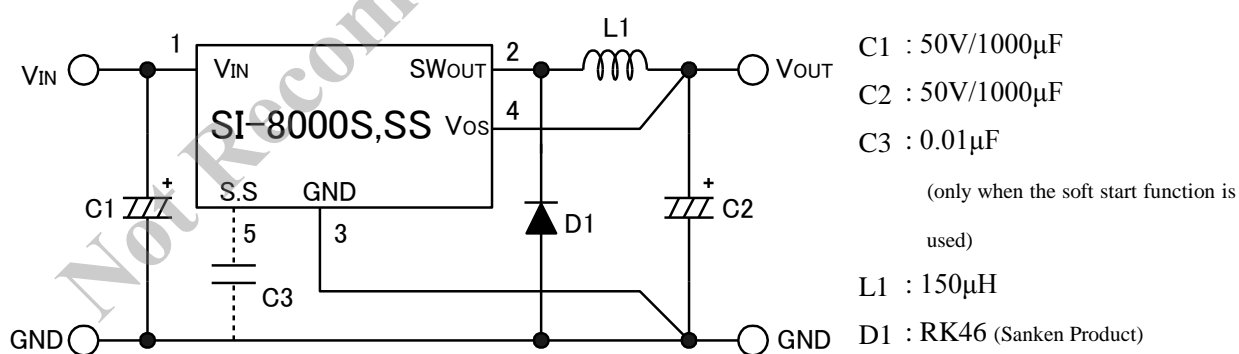 L1
1
2
VIN
VIN
SWOUT
VOUT
4
SI-8000S,SS
VOS
S.S
GND
+
+
C1
C2
5
3
D1
C3
GND
GND
C1 : 50V/1000μF
C2 : 50V/1000μF
C3 : 0.01μF
(only when the soft start function is
used)
L1 : 150μH
D1 : RK46 (Sanken Product)
Not Recom